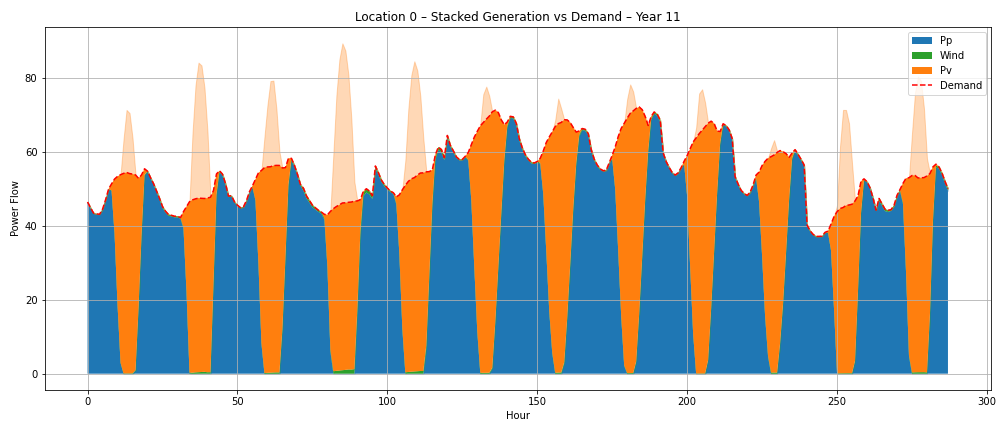 Location 0 – Stacked Generation vs Demand – Year 11
Pp
Wind
Pv
Demand
80
60
40
20
0
Power Flow
0 50 100 150 200 250 300
Hour